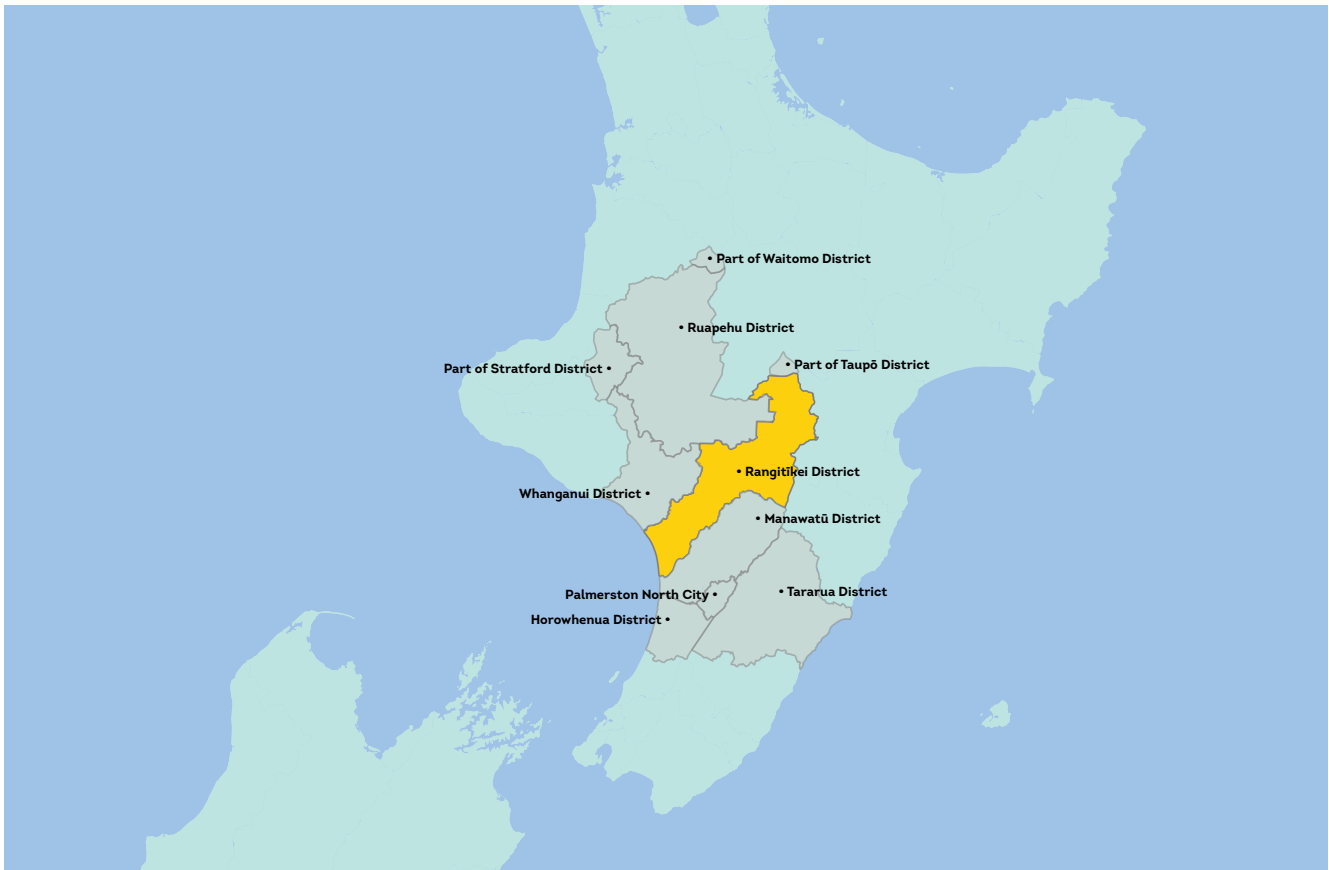 Part of Waitomo District
Ruapehu District
Part of Taupō District
Part of Stratford District
Rangitīkei District
Whanganui District
Manawatū District
Tararua District
Palmerston North City
Horowhenua District